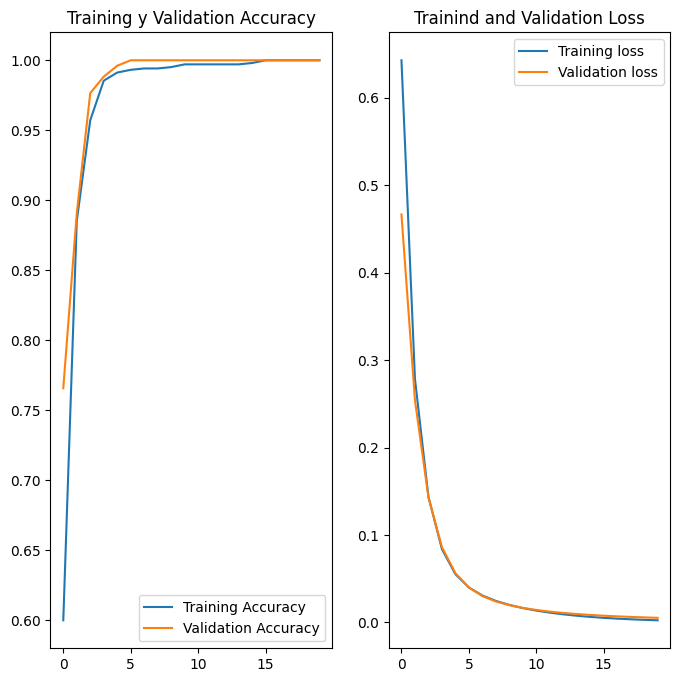 Training y Validation Accuracy
1.00
0.95
0.90
0.85
0.80
0.75
0.70
0.65
0.60
Training Accuracy
Validation Accuracy
0 5 10 15
Trainind and Validation Loss
Training loss
Validation loss
0.6
0.5
0.4
0.3
0.2
0.1
0.0
0 5 10 15